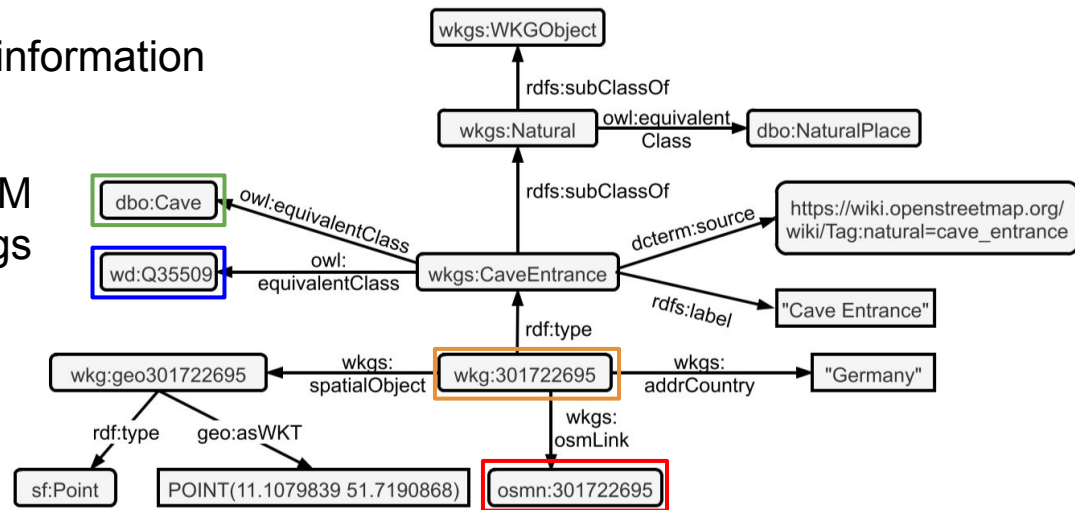 wkgs:WKGObject
information
rdfs:subClassOf
wkgs:Natural
owl:equivalent
Class
dbo:NaturalPlace
M
gs
dbo:Cave
owl:equivalentClass
rdfs:subClassOf
dcterm:source
https://wiki.openstreetmap.org/
wiki/Tag:natural=cave_entrance
wd:Q35509
owl:
equivalentClass
wkgs:CaveEntrance
rdfs:label
"Cave Entrance"
rdf:type
wkg:geo301722695
wkgs:
spatialObject
wkg:301722695
wkgs:
addrCountry
"Germany"
rdf:type
geo:asWKT
wkgs:
osmLink
sf:Point
POINT(11.1079839 51.7190868)
osmn:301722695